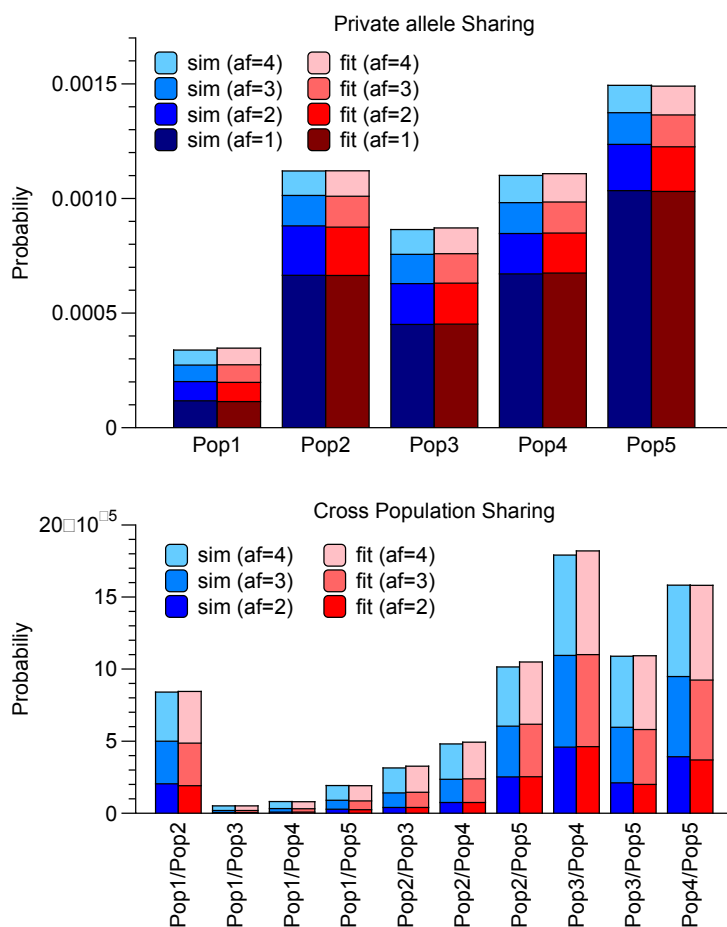 Private allele Sharing
sim (af=4) fit (af=4)
sim (af=3) fit (af=3)
sim (af=2) fit (af=2)
sim (af=1) fit (af=1)
Probabiliy
0.0015
0.0010
0.0005
0
Pop1 Pop2 Pop3 Pop4 Pop5
Cross Population Sharing
sim (af=4) fit (af=4)
sim (af=3) fit (af=3)
sim (af=2) fit (af=2)
Probabiliy
20□10□5
15
10
5
0
Pop1/Pop2
Pop1/Pop3
Pop1/Pop4
Pop1/Pop5
Pop2/Pop3
Pop2/Pop4
Pop2/Pop5
Pop3/Pop4
Pop3/Pop5
Pop4/Pop5